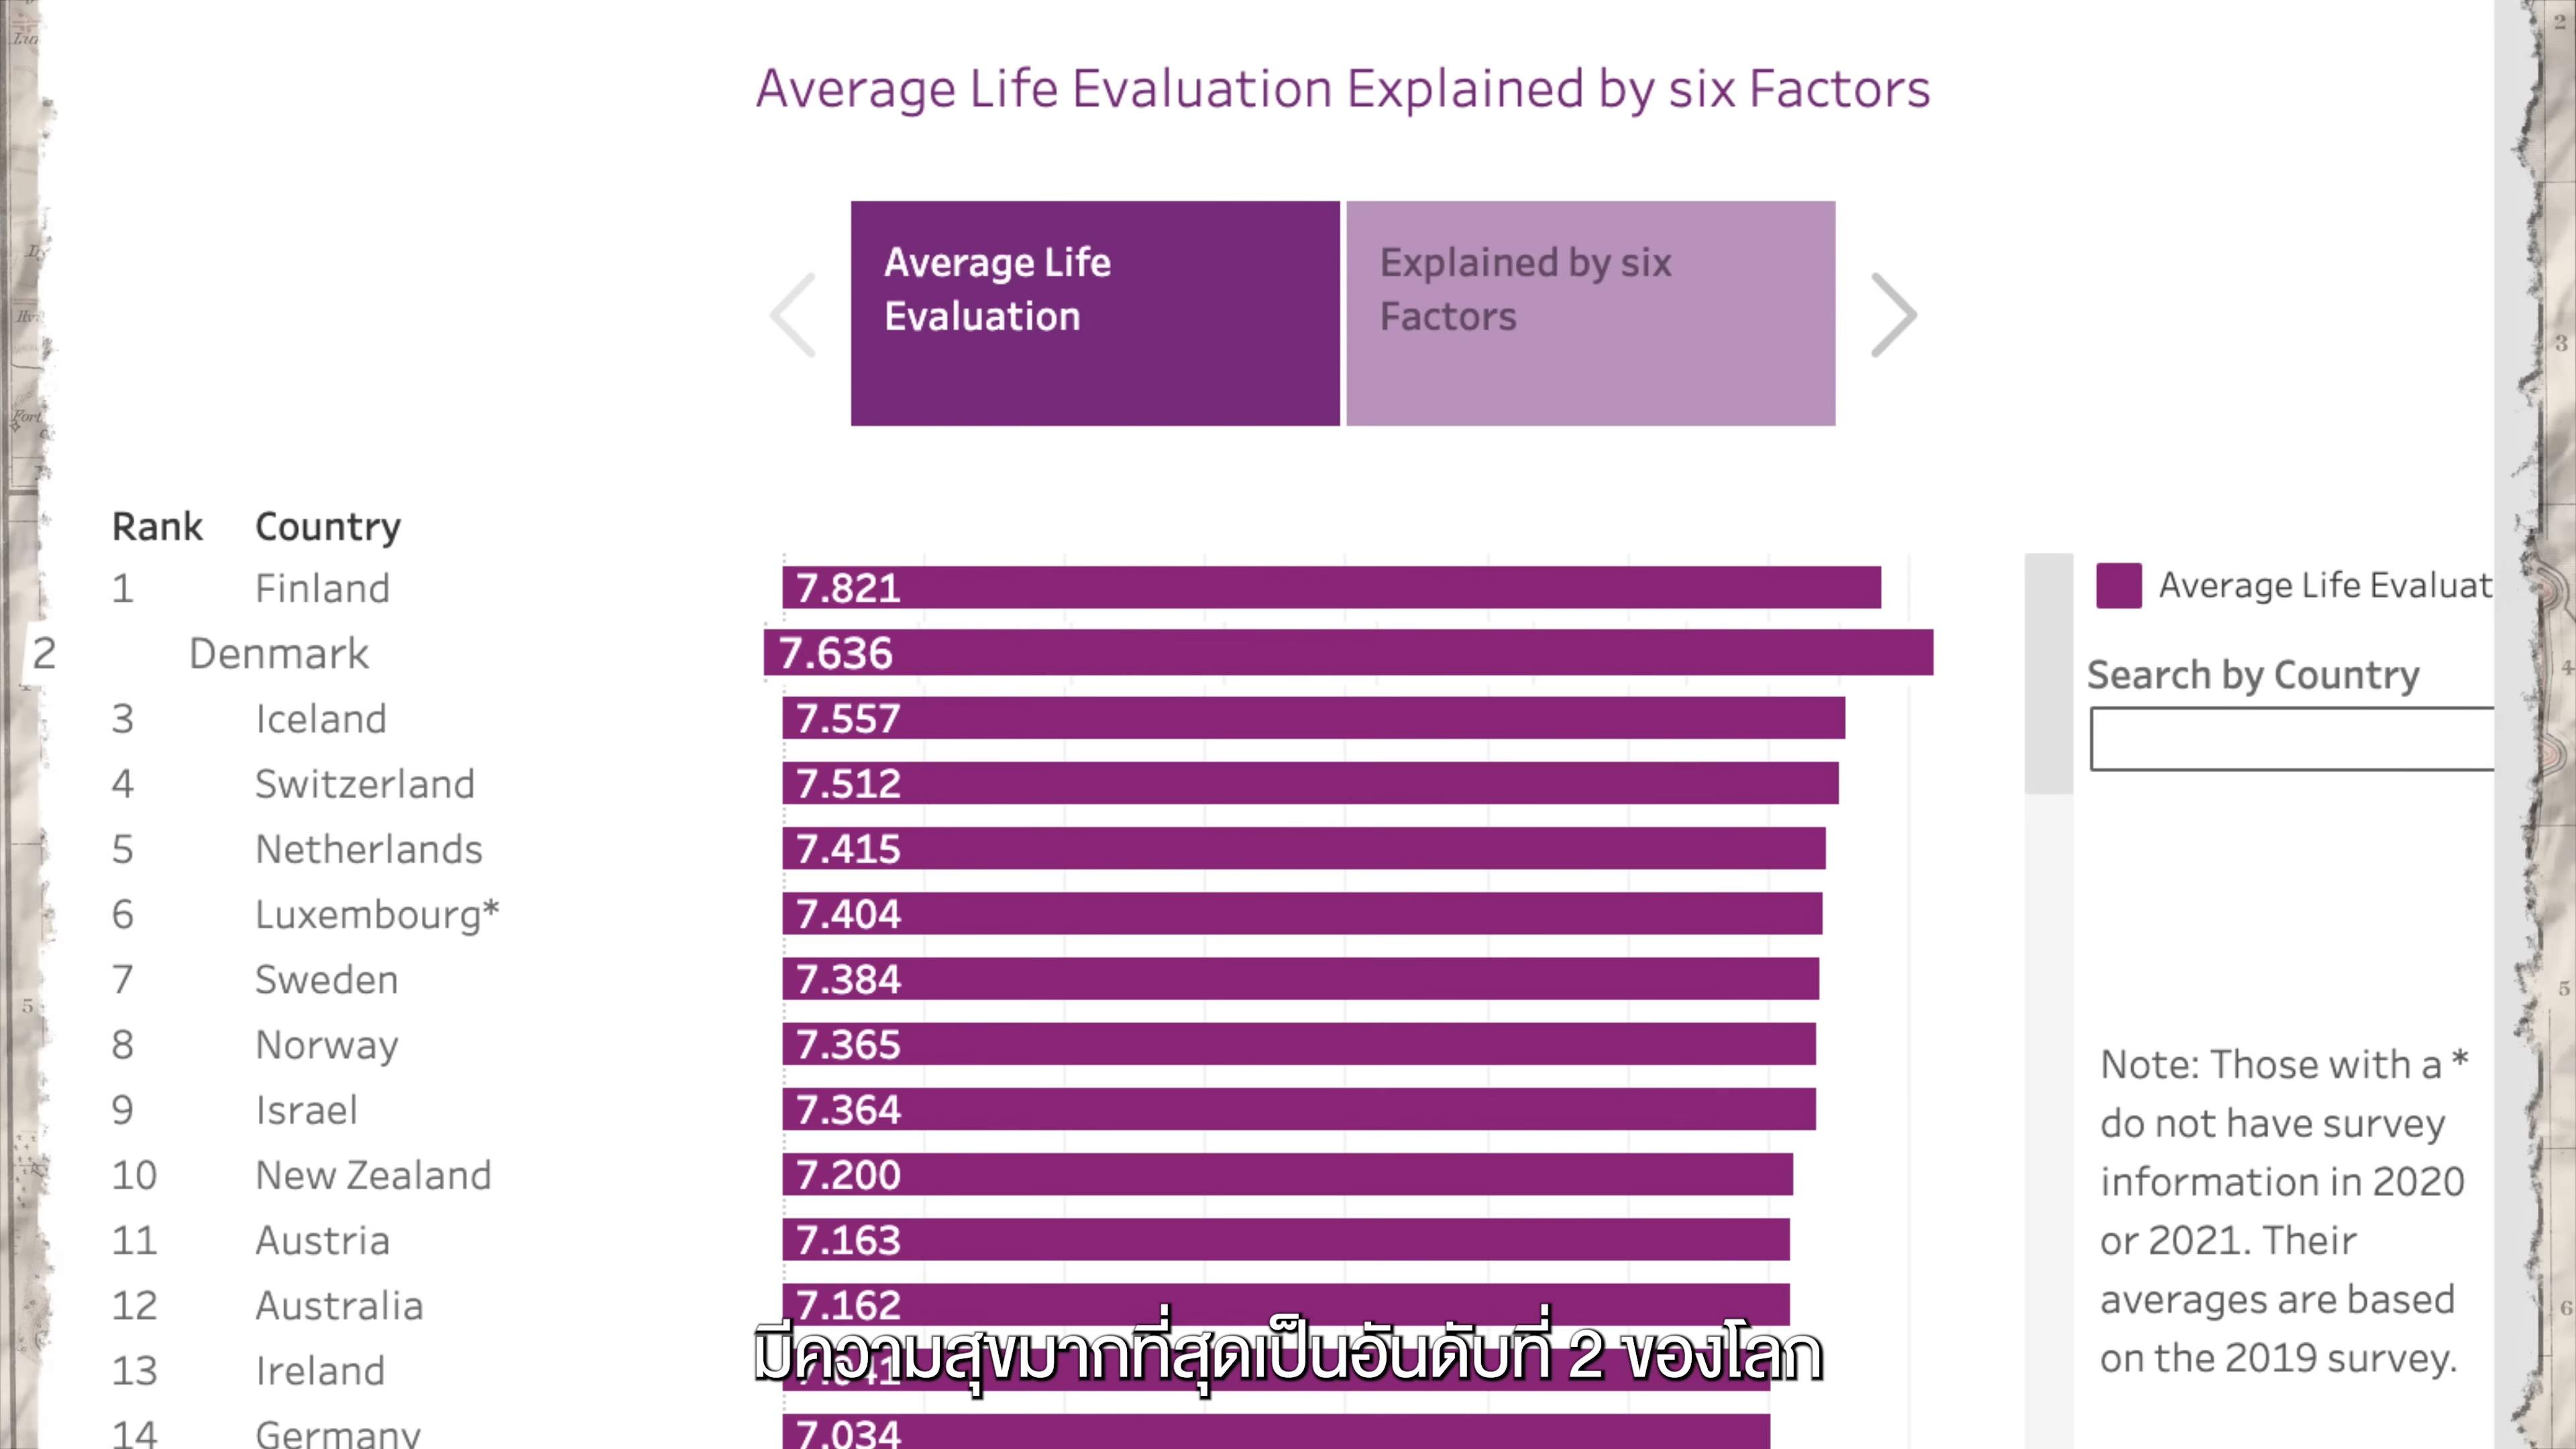 Average Life Evaluation Explained by six Factors
Average Life
Evaluation
Explained by six
Factors
Rank Country
1 Finland 7.821
2 Denmark 7.636
3 Iceland 7.557
4 Switzerland 7.512
5 Netherlands 7.415
6 Luxembourg* 7.404
7 Sweden 7.384
8 Norway 7.365
9 Israel 7.364
10 New Zealand 7.200
11 Austria 7.163
12 Australia 7.162
13 Ireland
14 Germany 7.034
Average Life Evaluat
Search by Country
Note: Those with a *
do not have survey
information in 2020
or 2021. Their
averages are based
on the 2019 survey.
มีความสุขมากที่สุดเป็นอันดับที่ 2 ของโลก